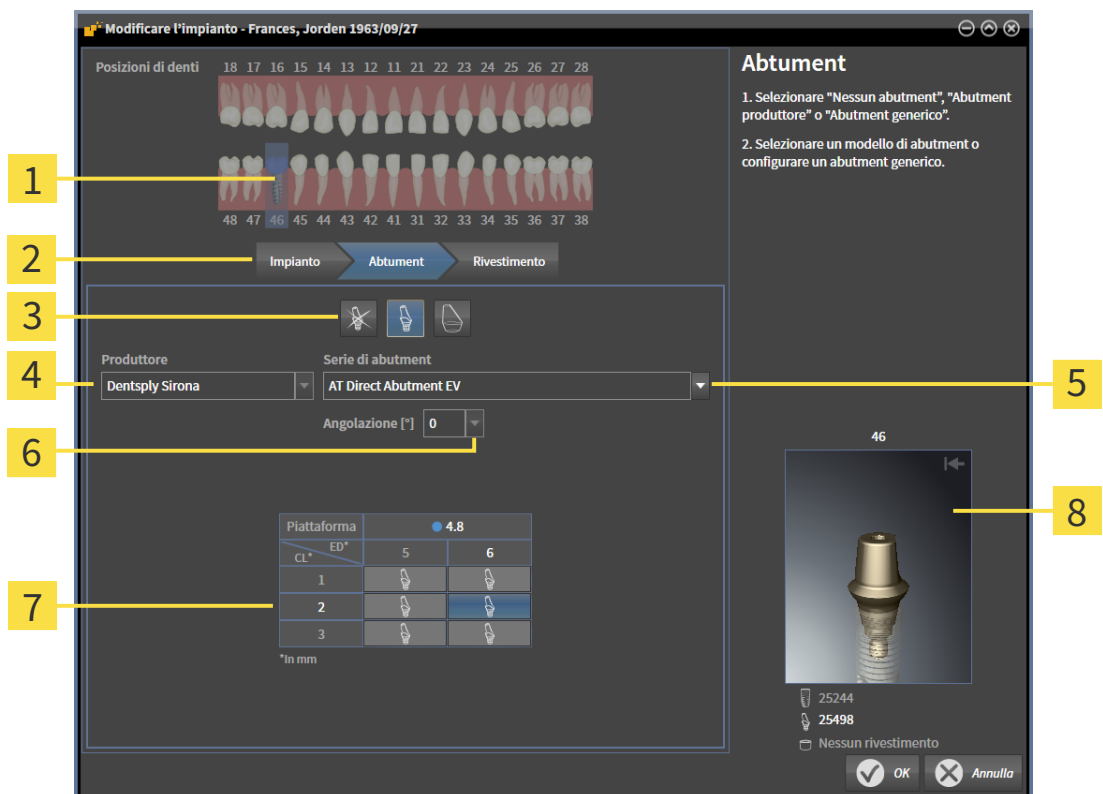 Modificare l'impianto - Frances, Jorden 1963/09/27
Posizioni di denti
18 17 16 15 14 13 12 11 21 22 23 24 25 26 27 28
48 47 46 45 44 43 42 41 31 32 33 34 35 36 37 38
Impianto
Abtument
Rivestimento
Produttore
Serie di abutment
Dentsply Sirona
AT Direct Abutment EV
Angolazione [°]
0
Piattaforma
4.8
CL*
ED*
5
6
1
2
3
*In mm
Abtument
1. Selezionare "Nessun abutment”, "Abutment
produttore” o "Abutment generico”.
2. Selezionare un modello di abutment o
configurare un abutment generico.
46
25244
25498
Nessun rivestimento
OK
Annulla
1
2
3
4
5
6
7
8